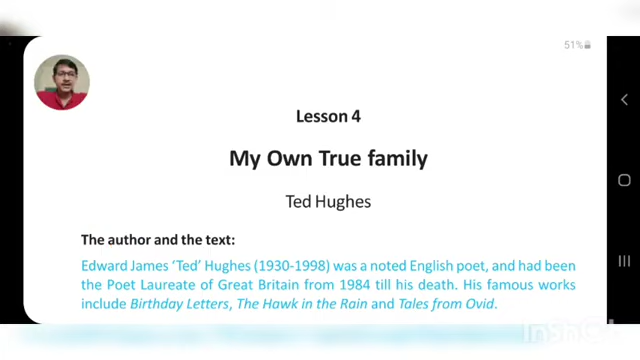 51%
Lesson 4
My Own True family
Ted Hughes
The author and the text:
Edward James ‘Ted’ Hughes (1930-1998) was a noted English poet, and had been
the Poet Laureate of Great Britain from 1984 till his death. His famous works
include Birthday Letters, The Hawk in the Rain and Tales from Ovid.
InShOt